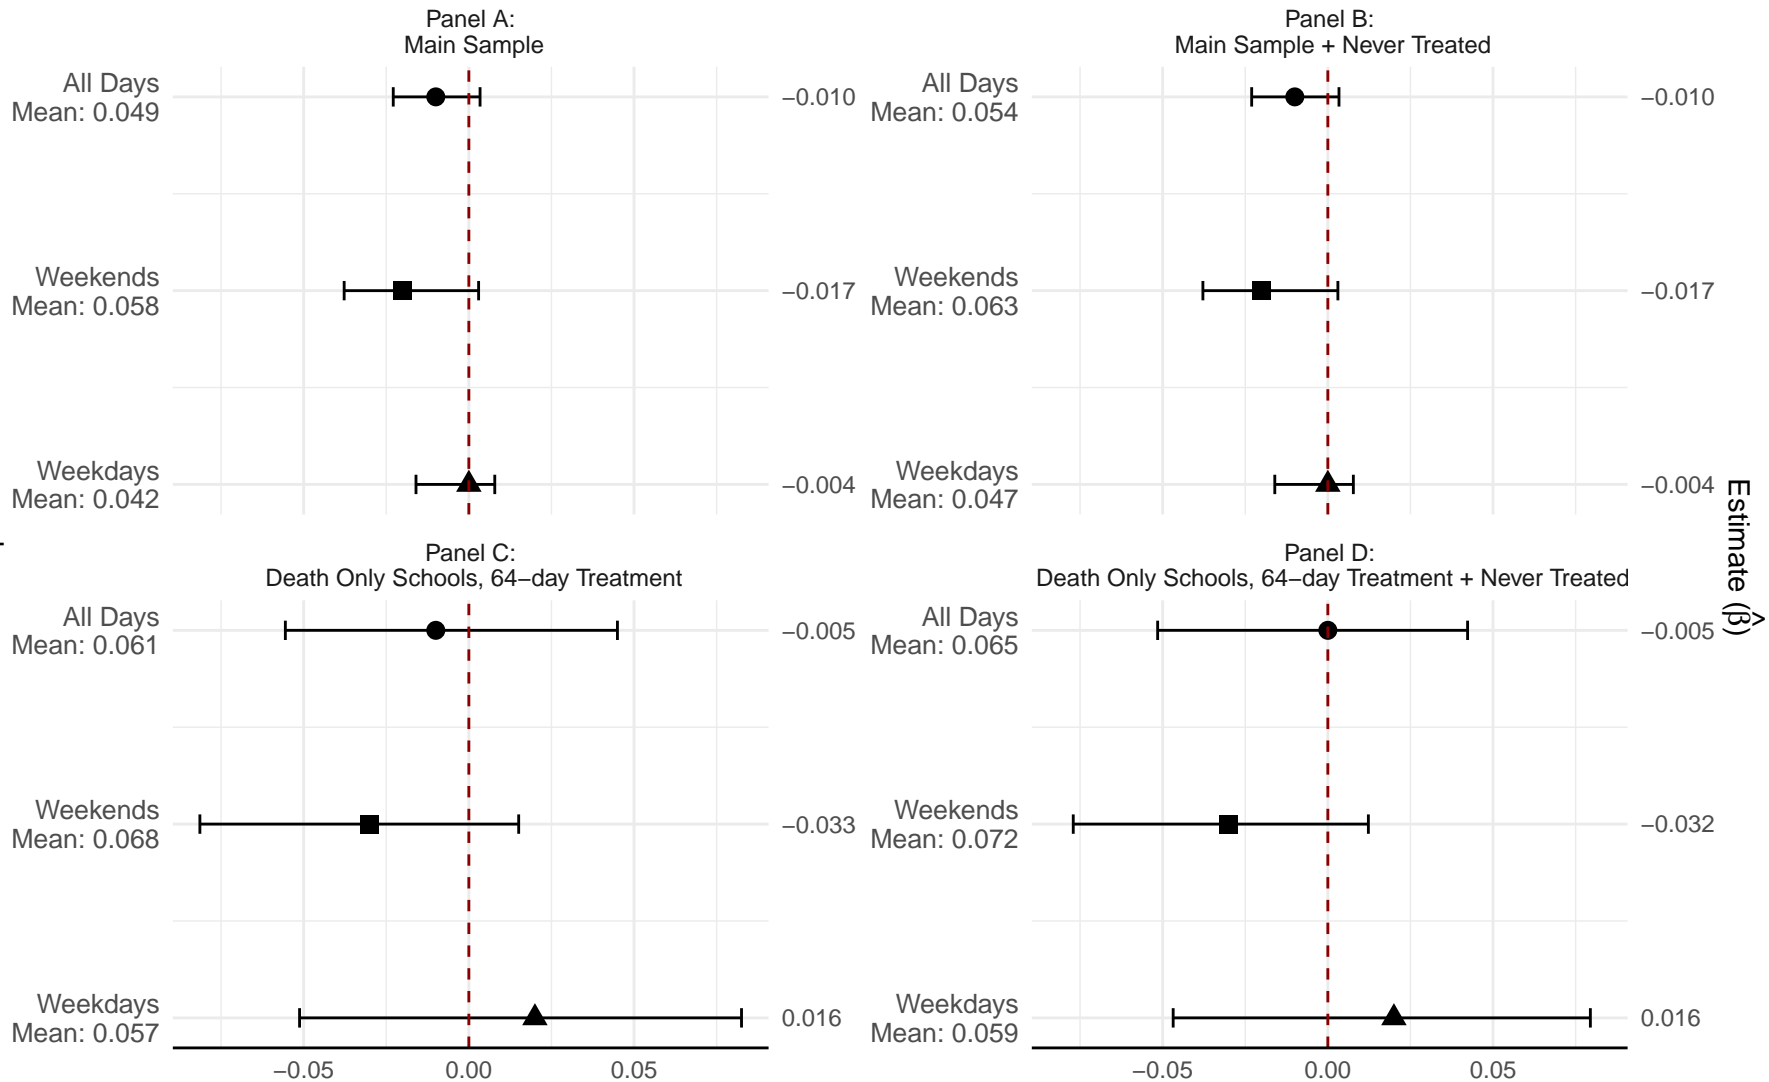 Panel A:
Main Sample
All Days
Mean: 0.049
−0.010
Weekends
Mean: 0.058
−0.017
Weekdays
Mean: 0.042
−0.004
Panel B:
Main Sample + Never Treated
All Days
Mean: 0.054
−0.010
Weekends
Mean: 0.063
−0.017
Weekdays
Mean: 0.047
−0.004
Panel C:
Death Only Schools, 64−day Treatment
All Days
Mean: 0.061
−0.005
Weekends
Mean: 0.068
−0.033
Weekdays
Mean: 0.057
0.016
−0.05 0.00 0.05
Panel D:
Death Only Schools, 64−day Treatment + Never Treated
All Days
Mean: 0.065
−0.005
Weekends
Mean: 0.072
−0.032
Weekdays
Mean: 0.059
0.016
−0.05 0.00 0.05
Estimate (β̂)